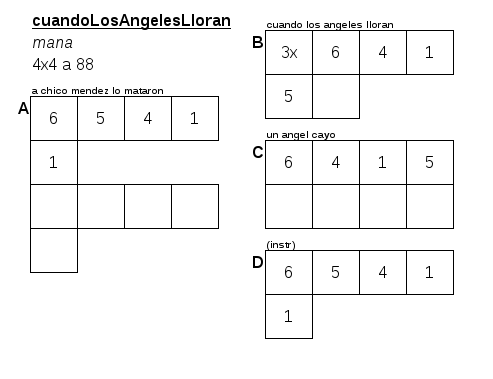 cuandoLosAngelesLloran
mana
4x4 a 88
a chico mendez lo mataron
A
6 5 4 1
1
cuando los angeles lloran
B
3x 6 4 1
5
un angel cayo
C
6 4 1 5
(instr)
D
6 5 4 1
1